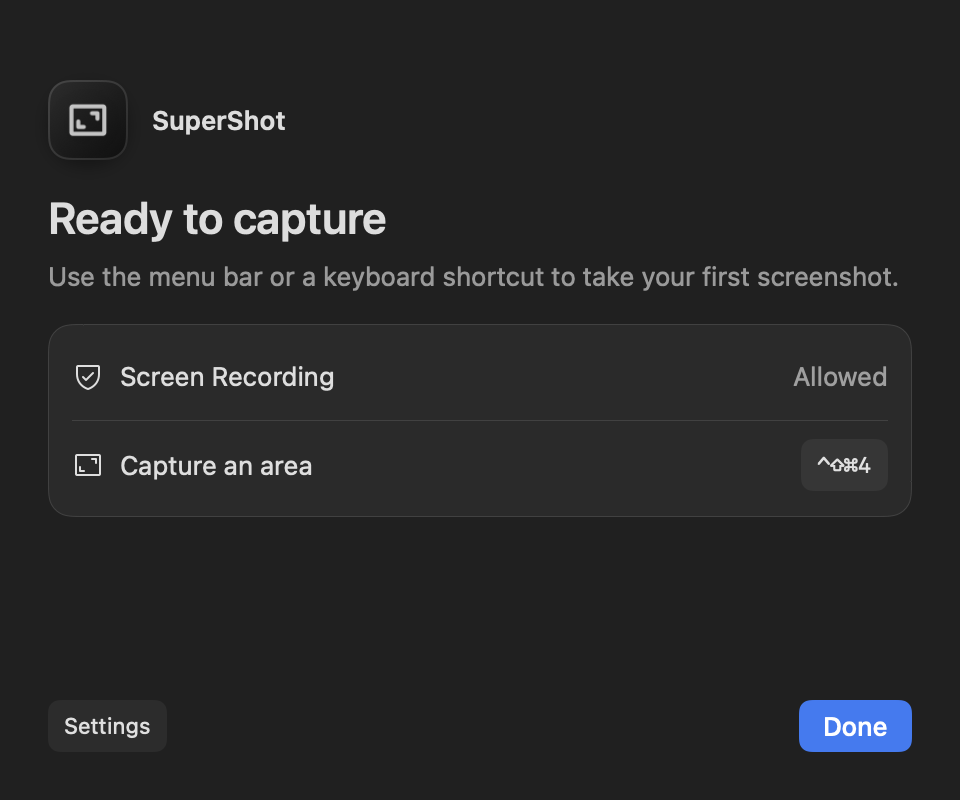 SuperShot
Ready to capture
Use the menu bar or a keyboard shortcut to take your first screenshot.
Screen Recording
Allowed
Capture an area
^⇧⌘4
Settings
Done